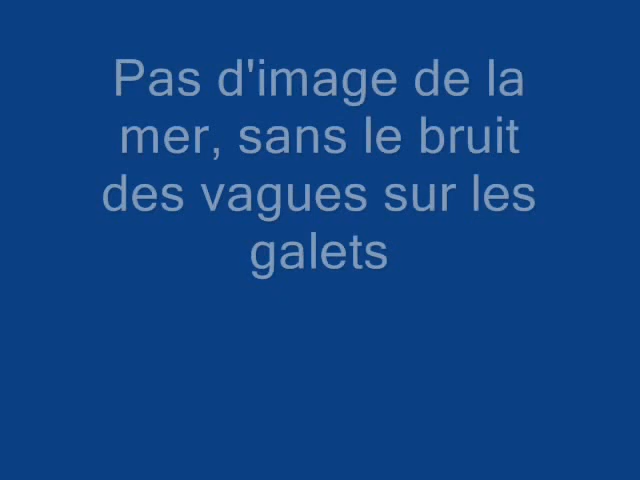 Pas d'image de la
mer, sans le bruit
des vagues sur les
galets